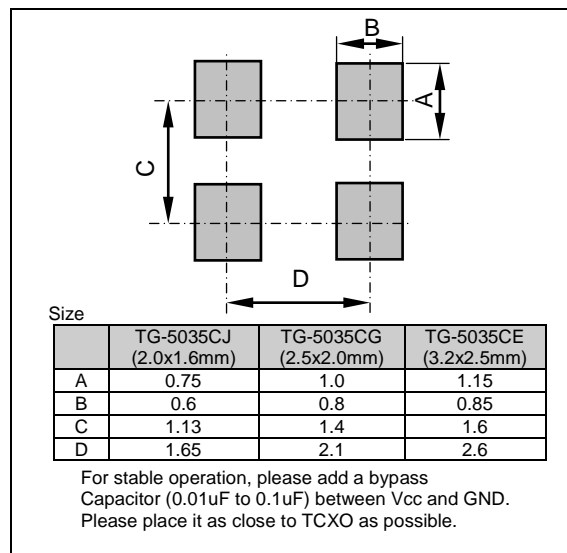 B
A
C
D
Size
TG-5035CJ TG-5035CG TG-5035CE
(2.0x1.6mm) (2.5x2.0mm) (3.2x2.5mm)
A 0.75 1.0 1.15
B 0.6 0.8 0.85
C 1.13 1.4 1.6
D 1.65 2.1 2.6
For stable operation, please add a bypass
Capacitor (0.01uF to 0.1uF) between Vcc and GND.
Please place it as close to TCXO as possible.